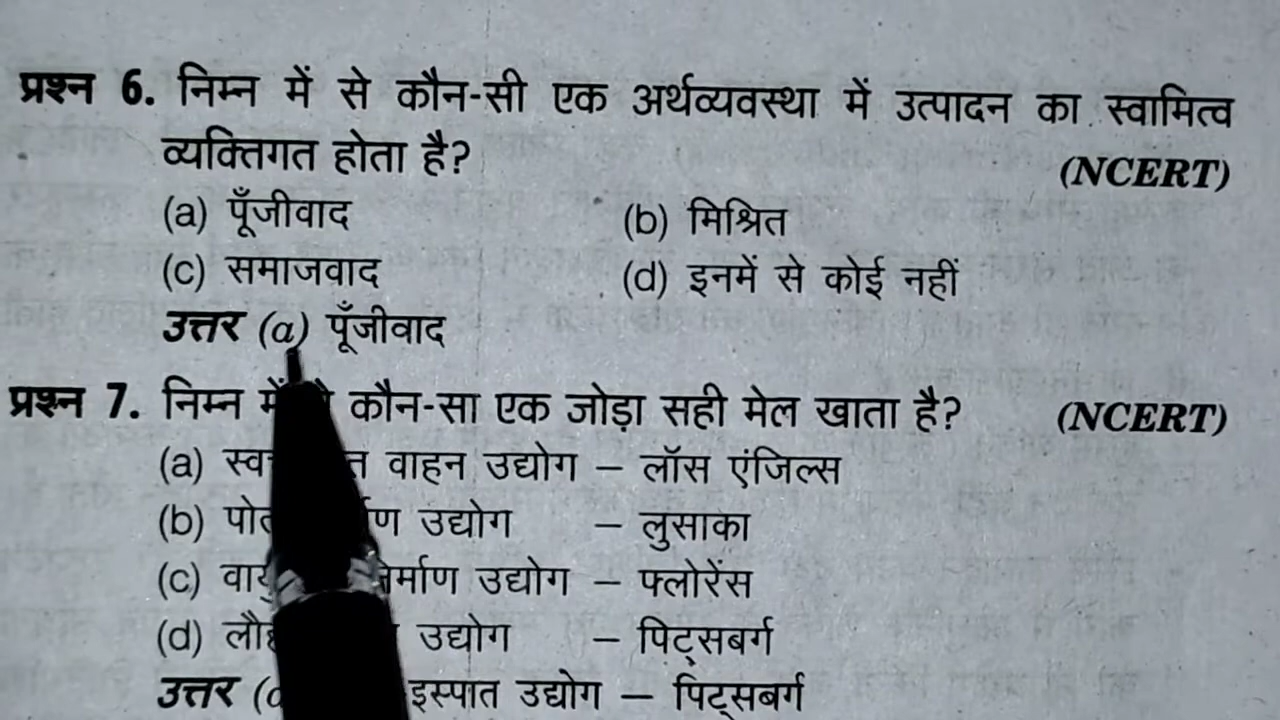 प्रश्न 6. निम्न में से कौन-सी एक अर्थव्यवस्था में उत्पादन का स्वामित्व
व्यक्तिगत होता है? (NCERT)
(a) पूँजीवाद (b) मिश्रित
(c) समाजवाद (d) इनमें से कोई नहीं
उत्तर (a) पूँजीवाद
प्रश्न 7. निम्न में कौन-सा एक जोड़ा सही मेल खाता है? (NCERT)
(a) वाहन उद्योग – लॉस एंजिल्स
(b) उद्योग – लुसाका
(c) उद्योग – फ्लोरेंस
(d) उद्योग – पिट्सबर्ग
उत्तर इस्पात उद्योग – पिट्सबर्ग